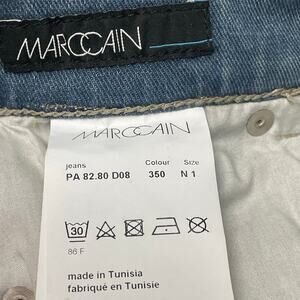 MARCCAIN
MARCCAIN
jeans Colour Size
PA 82.80 D08 350 N 1
30
86 F
made in Tunisia
fabriqué en Tunisie